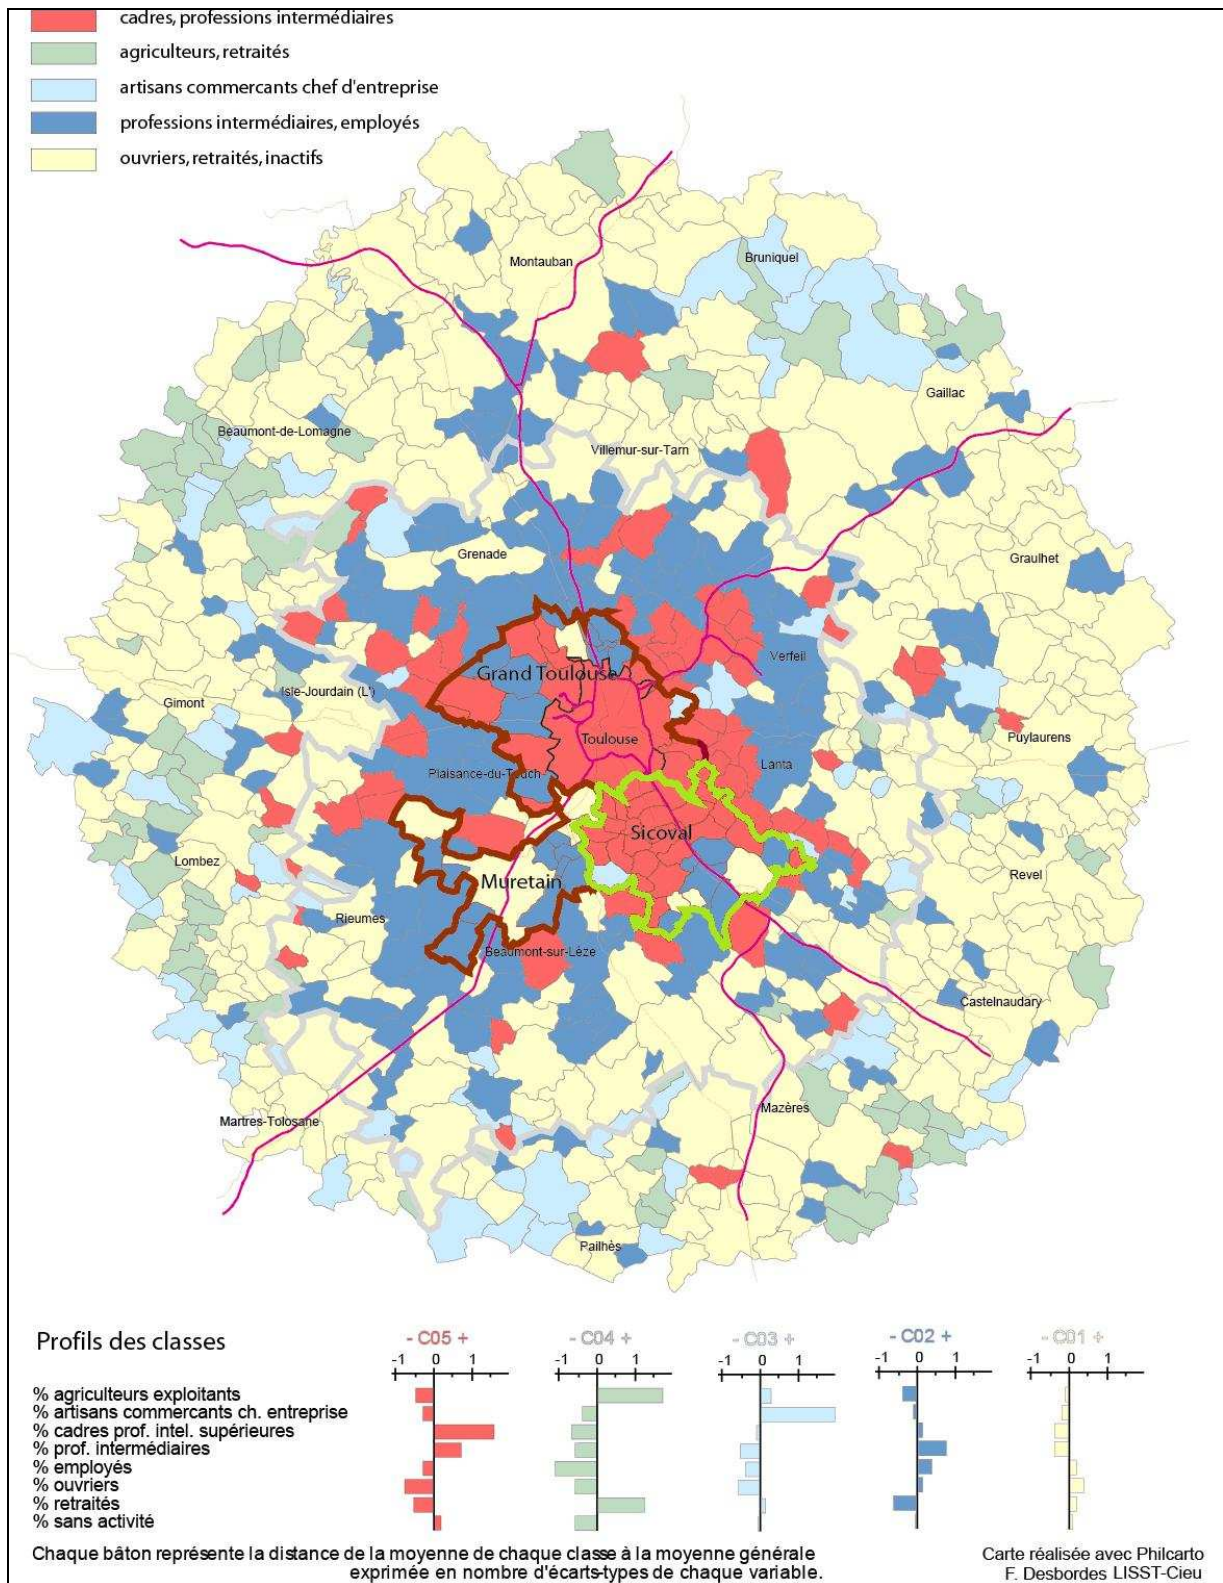 cadres, professions intermédiaires
agriculteurs, retraités
artisans commercants chef d'entreprise
professions intermédiaires, employés
ouvriers, retraités, inactifs
Bruniquel
Montauban
Gaillac
Beaumont-de-Lomagne
Villemur-sur-Tarn
Grenade
Graulhet
Verfeil
Grand Toulouse
Isle-Jourdain (L')
Gimont
Toulouse
Puylaurens
Plaisance-du-Touch
Lanta
Sicoval
Lombez
Revel
Muretain
Rieumes
Beaumont-sur-Lèze
Castelnaudary
Mazères
Martres-Tolosane
Pailhès
Profils des classes
- C05 +
- C04 +
- C03 +
- C02 +
- C01 +
-1 0 1
-1 0 1
-1 0 1
-1 0 1
-1 0 1
% agriculteurs exploitants
% artisans commercants ch. entreprise
% cadres prof. intel. supérieures
% prof. intermédiaires
% employés
% ouvriers
% retraités
% sans activité
Chaque bâton représente la distance de la moyenne de chaque classe à la moyenne générale
exprimée en nombre d'écarts-types de chaque variable.
Carte réalisée avec Philcarto
F. Desbordes LISST-Cieu